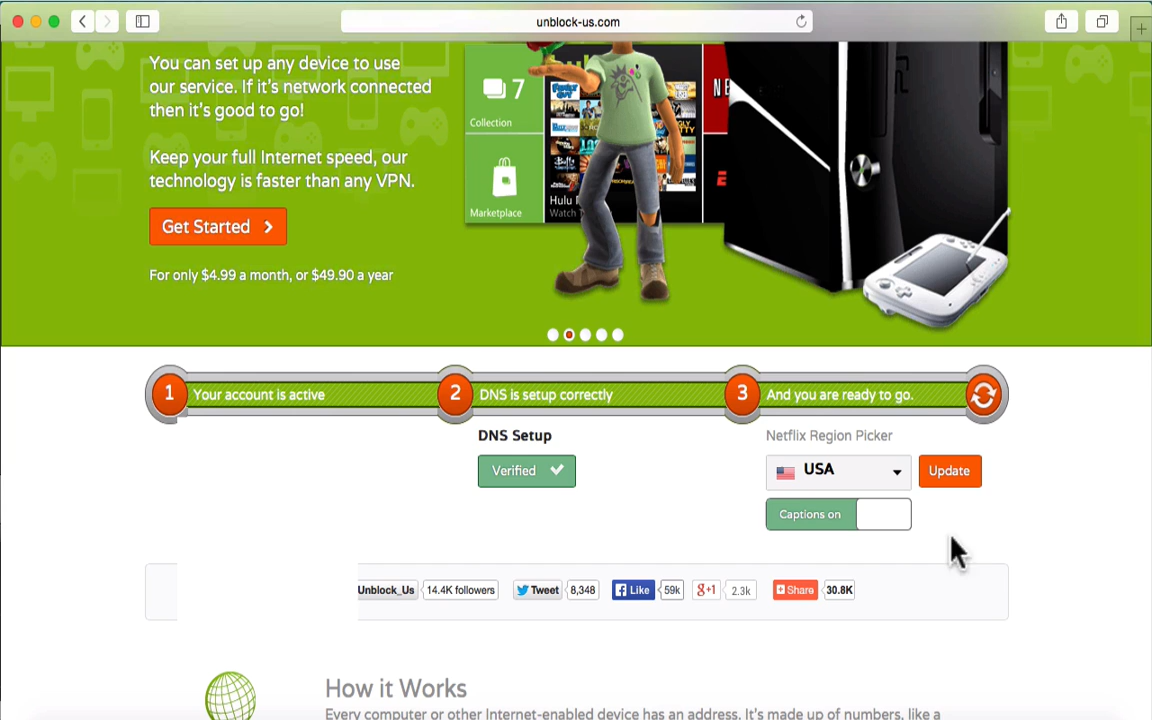 unblock-us.com
You can set up any device to use
our service. If it's network connected
then it's good to go!
Keep your full Internet speed, our
technology is faster than any VPN.
Get Started
For only $4.99 a month, or $49.90 a year
7
Collection
Marketplace
Hulu
Watch
NE
1 Your account is active
2 DNS is setup correctly
3 And you are ready to go.
DNS Setup
Verified
Netflix Region Picker
USA
Update
Captions on
Unblock_Us 14.4K followers Tweet 8,348 Like 59k g+1 2.3k Share 30.8K
How it Works
Every computer or other Internet-enabled device has an address. It's made up of numbers, like a